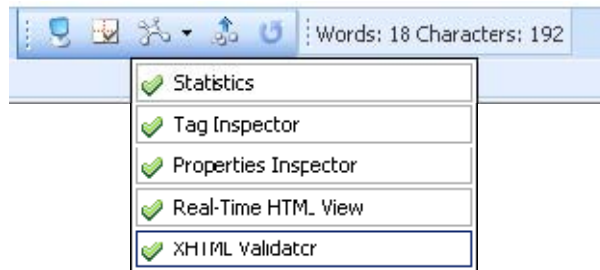 Words: 18 Characters: 192
Statistics
Tag Inspector
Properties Inspector
Real-Time HTML View
XHTML Validator